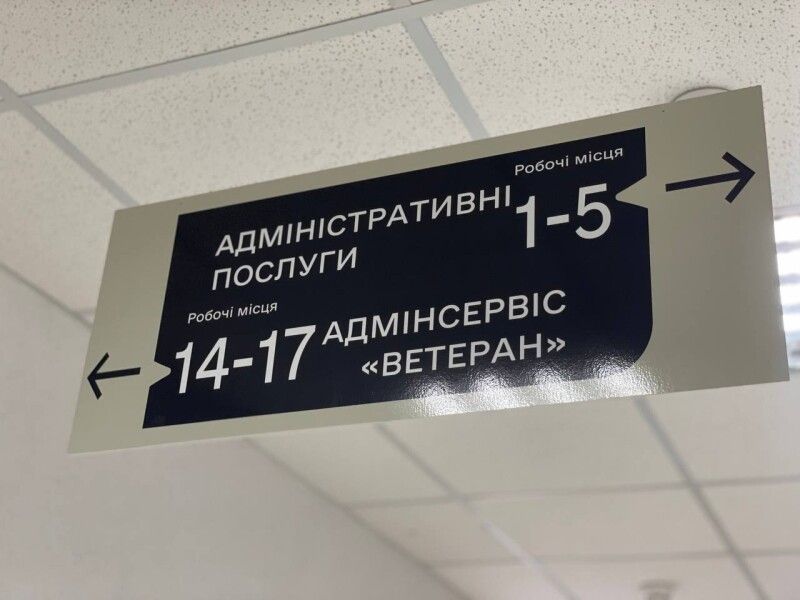 Робочі місця
АДМІНІСТРАТИВНІ 1-5
ПОСЛУГИ
Робочі місця
14-17 АДМІНСЕРВІС
«ВЕТЕРАН»